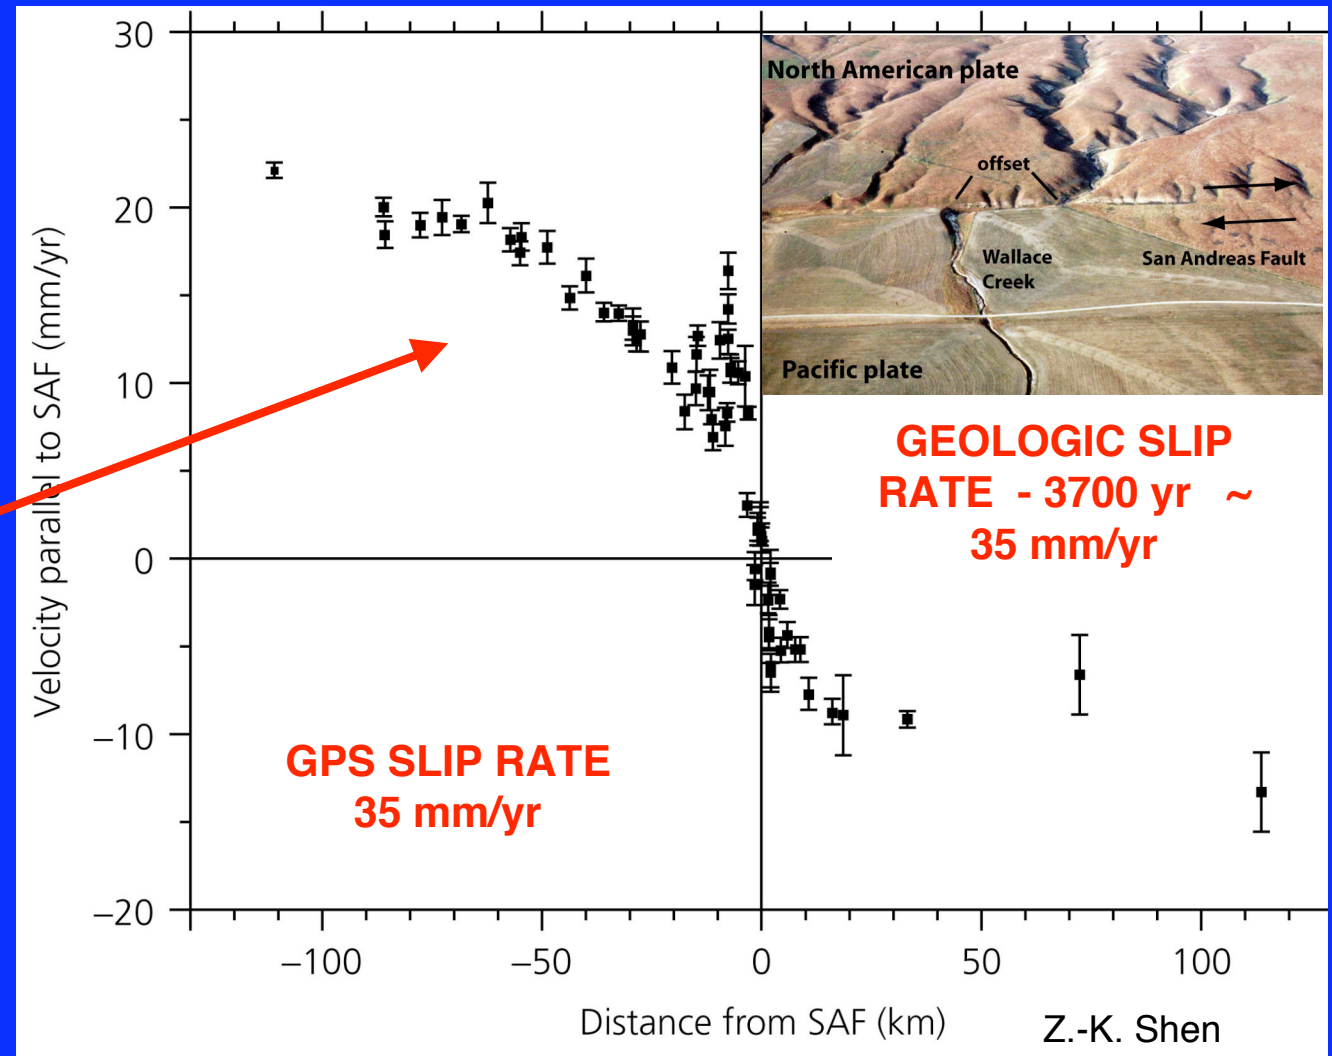 30
20
10
0
−10
−20
Velocity parallel to SAF (mm/yr)
North American plate
offset
Wallace
Creek
San Andreas Fault
Pacific plate
GEOLOGIC SLIP
RATE - 3700 yr ~
35 mm/yr
GPS SLIP RATE
35 mm/yr
−100
−50
0
50
100
Distance from SAF (km)
Z.-K. Shen